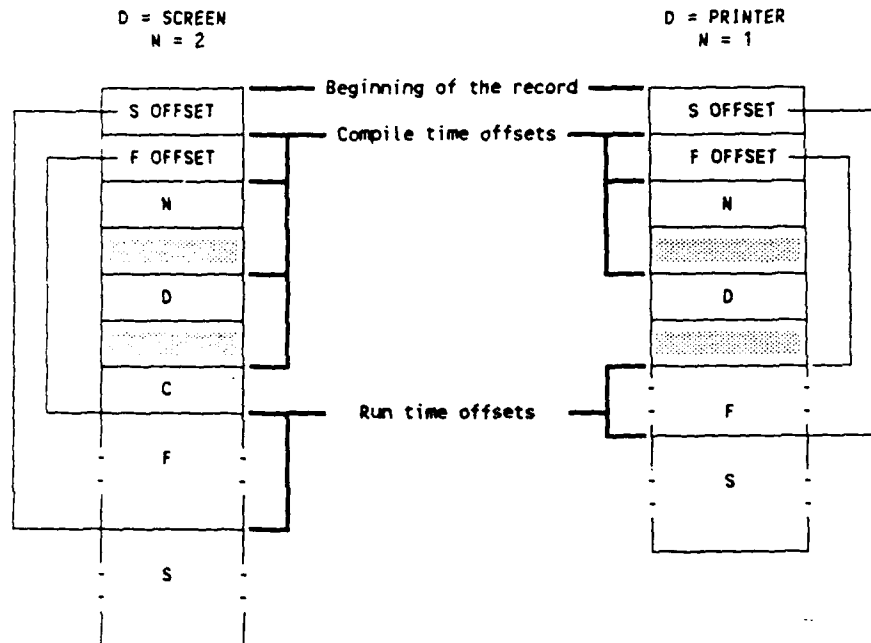 D = SCREEN
N = 2
D = PRINTER
N = 1
Beginning of the record
S OFFSET
S OFFSET
Compile time offsets
F OFFSET
F OFFSET
N
N
D
D
C
Run time offsets
F
F
S
S